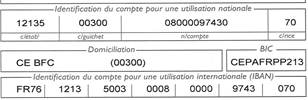 Identification du compte pour une utilisation nationale
12135 00300 08000097430 70
c/étabt c/guichet n/compte c/rice
Domiciliation BIC
CE BFC (00300) CEPAFRPP213
Identification du compte pour une utilisation internationale (IBAN)
FR76 1213 5003 0008 0000 9743 070